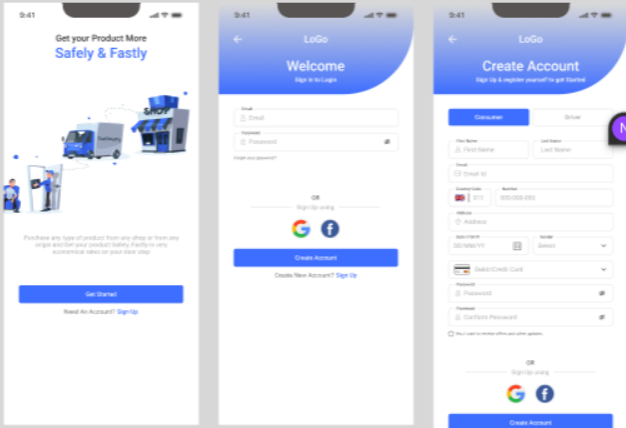 9:41
Get your Product More
Safely & Fastly
SHOP
Purchase any type of product from any shop or from any
origin and Get your product Safely, Fastly in very
economical rates on your door step
Get Started
Need An Account? Sign Up
9:41
LoGo
Welcome
Sign in to Login
Email
Email
Password
Password
Forgot your password?
OR
Sign Up using
Create Account
Create New Account? Sign Up
9:41
LoGo
Create Account
Sign Up & register yourself to get Started
Consumer
Driver
First Name
First Name
Last Name
Last Name
Email
Email Id
Country Code
Number
000-000-000
Address
Address
DD/MM/YY
Gender
Select
Debit/Credit Card
Password
Password
Password
Confirm Password
Yes, I want to receive offers and other updates
OR
Sign Up using
Create Account
N